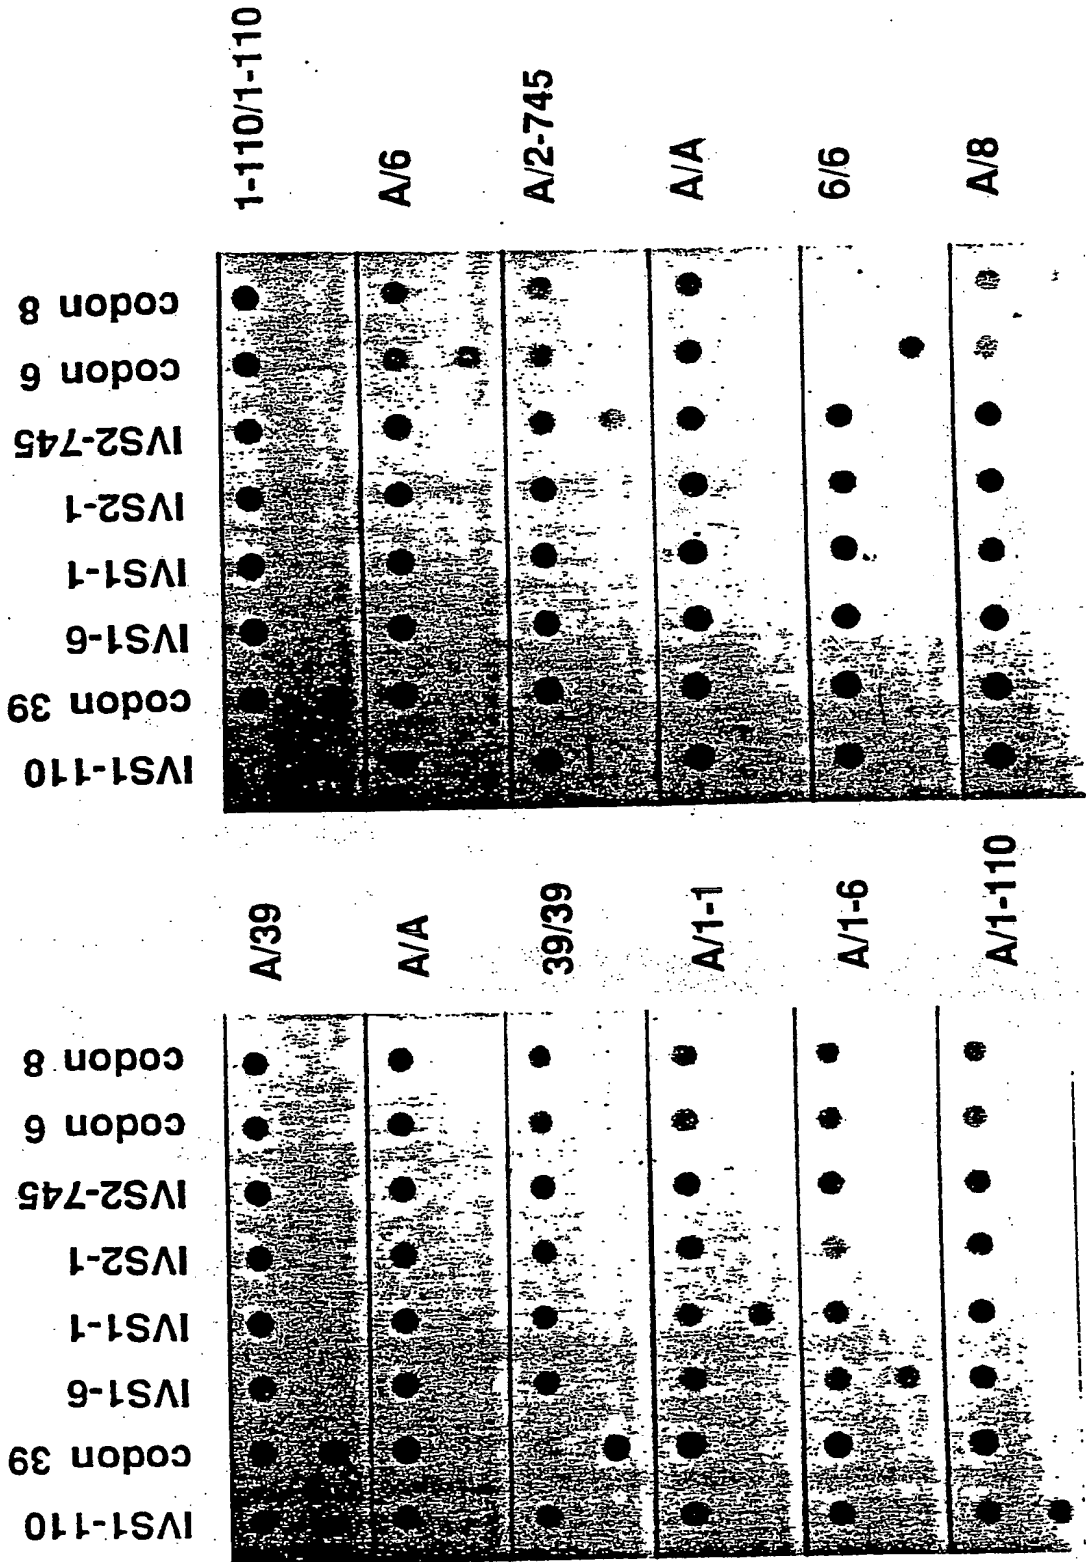 1-110/1-110
A/6
A/2-745
A/A
6/6
A/8
codon 8
codon 6
IVS2-745
IVS2-1
IVS1-1
IVS1-6
codon 39
IVS1-110
A/39
A/A
39/39
A/1-1
A/1-6
A/1-110
codon 8
codon 6
IVS2-745
IVS2-1
IVS1-1
IVS1-6
codon 39
IVS1-110